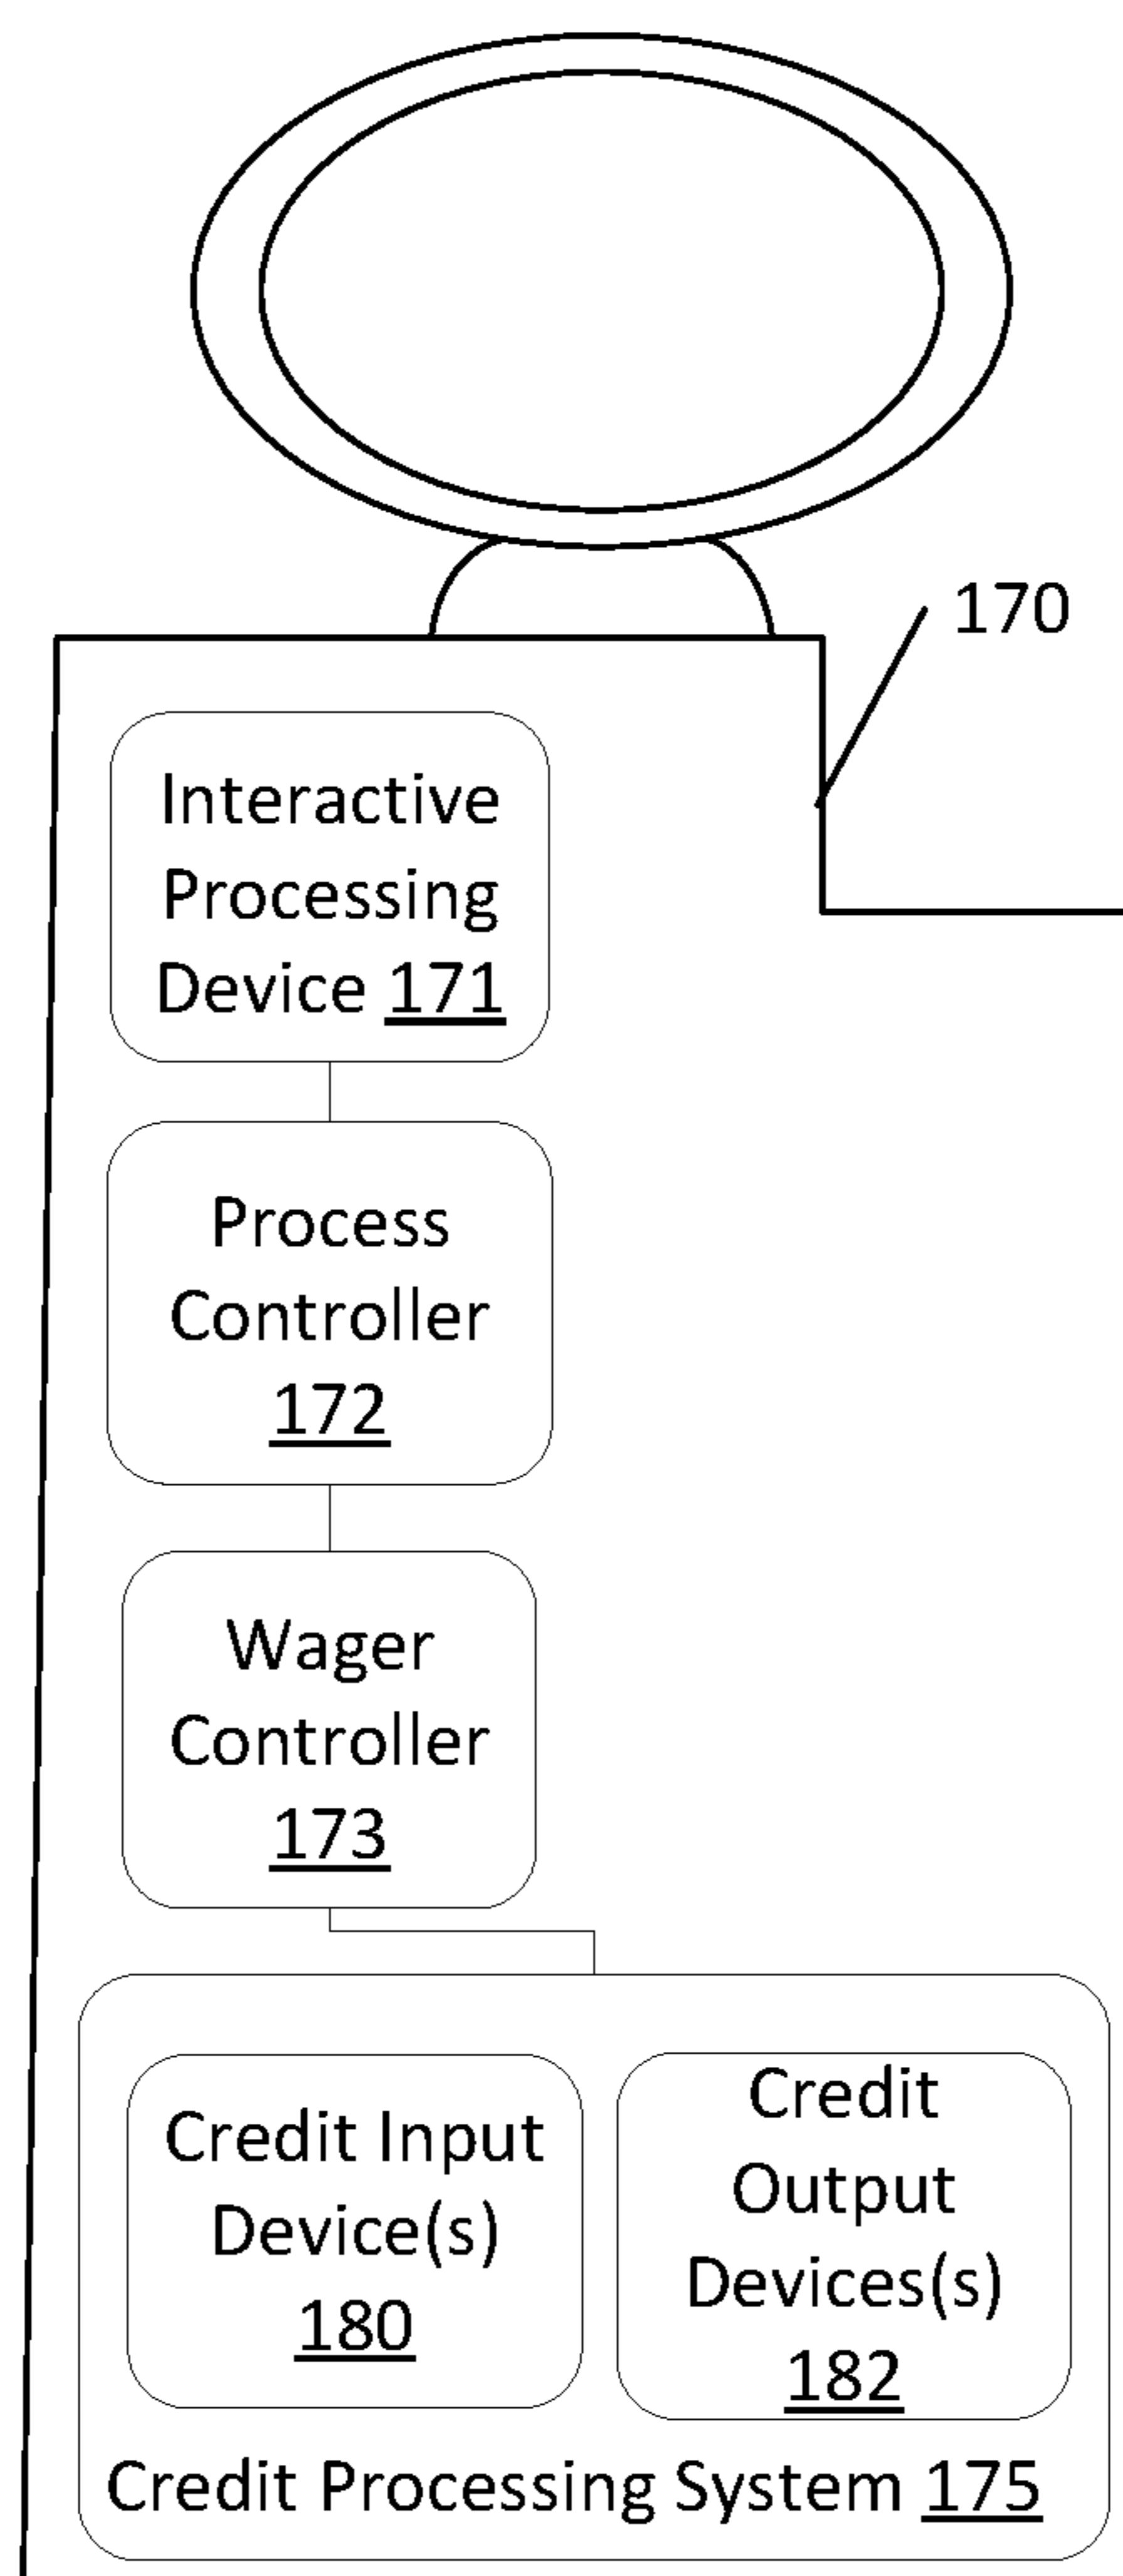 170
Interactive
Processing
Device 171
Process
Controller
172
Wager
Controller
173
Credit Input
Device(s)
180
Credit
Output
Devices(s)
182
Credit Processing System 175